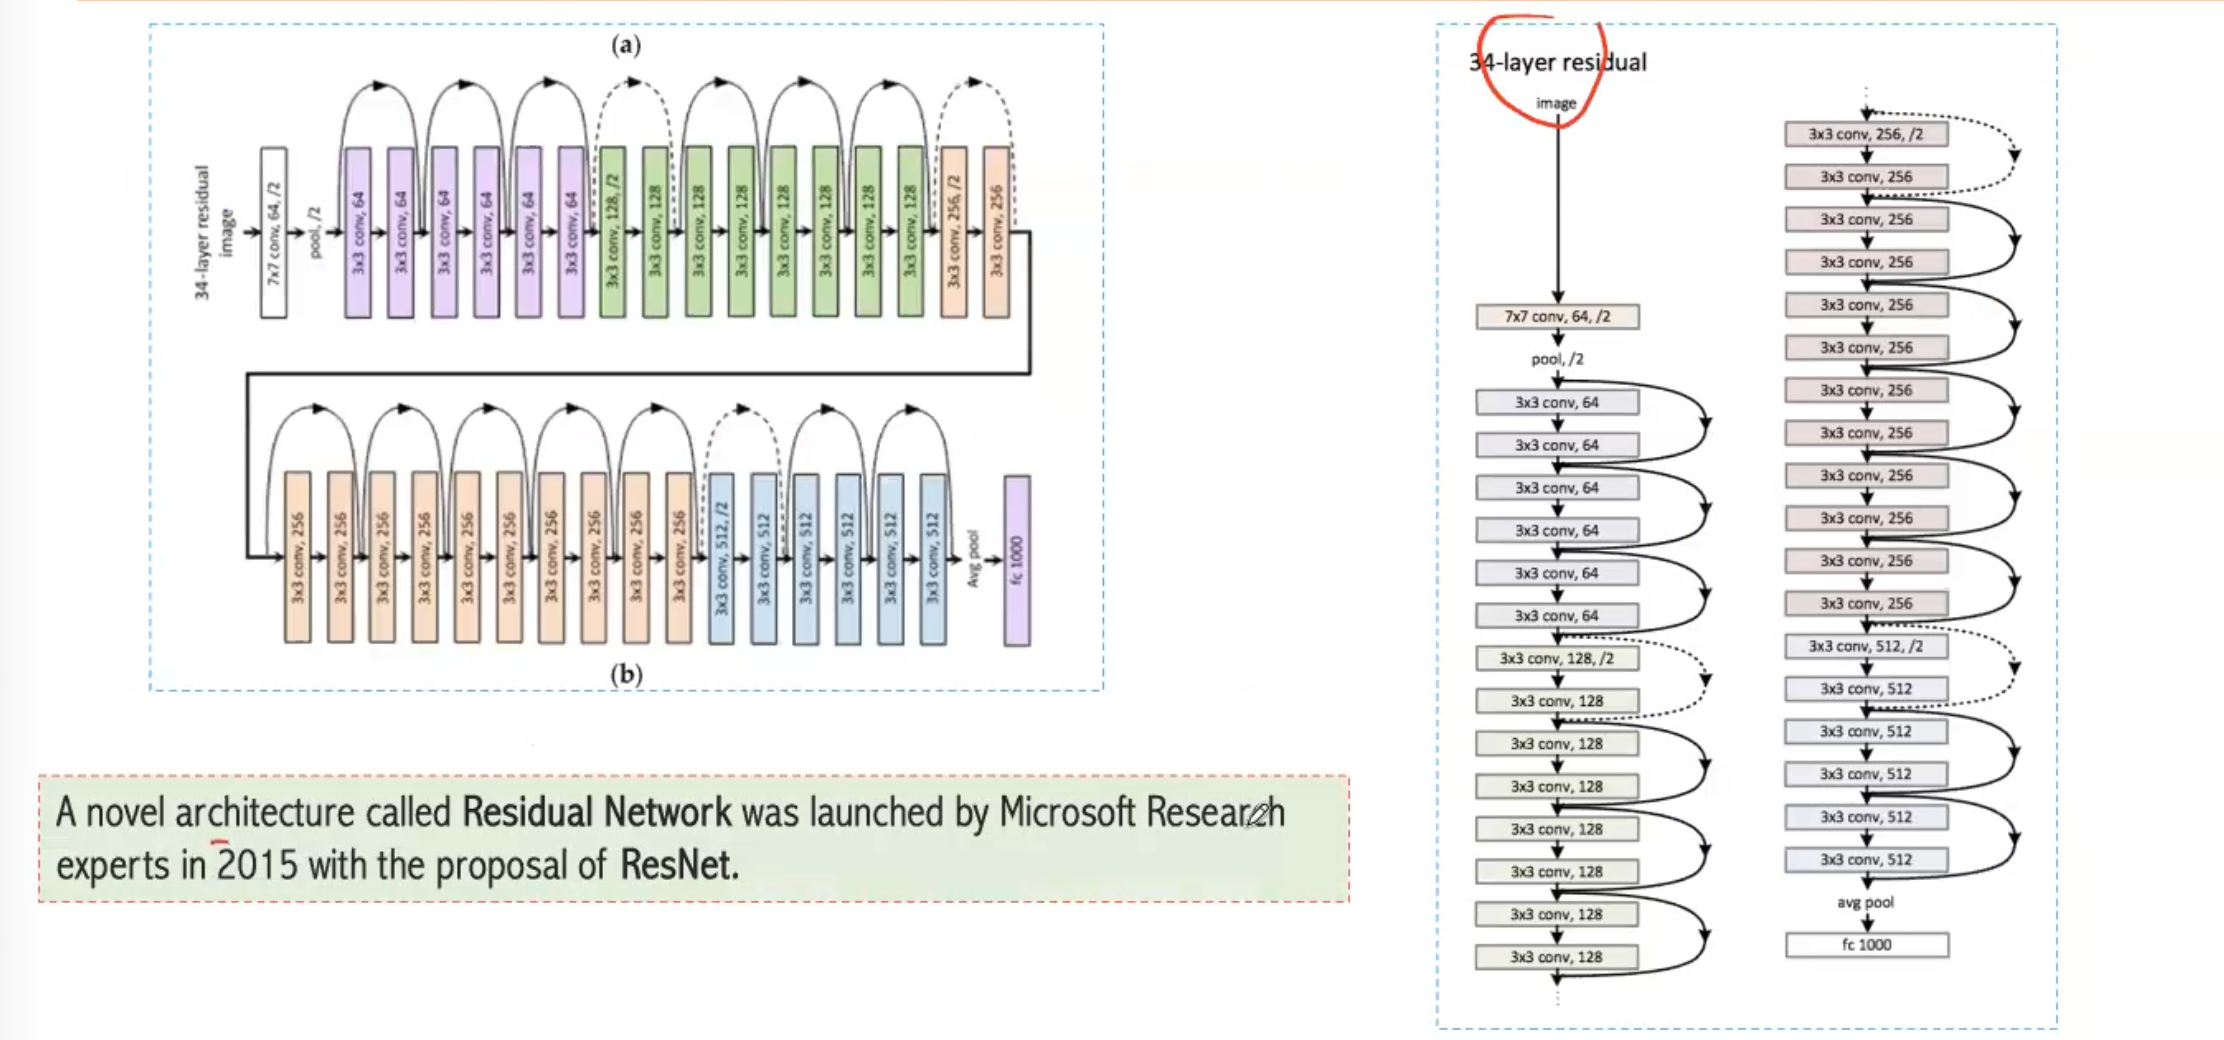 (a)
34-layer residual
image
7x7 conv, 64, /2
pool, /2
3x3 conv, 64
3x3 conv, 64
3x3 conv, 64
3x3 conv, 64
3x3 conv, 64
3x3 conv, 64
3x3 conv, 128, /2
3x3 conv, 128
3x3 conv, 128
3x3 conv, 128
3x3 conv, 128
3x3 conv, 128
3x3 conv, 128
3x3 conv, 128
3x3 conv, 256, /2
3x3 conv, 256
3x3 conv, 256
3x3 conv, 256
3x3 conv, 256
3x3 conv, 256
3x3 conv, 256
3x3 conv, 256
3x3 conv, 256
3x3 conv, 256
3x3 conv, 256
3x3 conv, 256
3x3 conv, 512, /2
3x3 conv, 512
3x3 conv, 512
3x3 conv, 512
3x3 conv, 512
3x3 conv, 512
Avg pool
fc 1000
(b)
A novel architecture called Residual Network was launched by Microsoft Research
experts in 2015 with the proposal of ResNet.
34-layer residual
image
7x7 conv, 64, /2
pool, /2
3x3 conv, 64
3x3 conv, 64
3x3 conv, 64
3x3 conv, 64
3x3 conv, 64
3x3 conv, 64
3x3 conv, 128, /2
3x3 conv, 128
3x3 conv, 128
3x3 conv, 128
3x3 conv, 128
3x3 conv, 128
3x3 conv, 128
3x3 conv, 128
3x3 conv, 256, /2
3x3 conv, 256
3x3 conv, 256
3x3 conv, 256
3x3 conv, 256
3x3 conv, 256
3x3 conv, 256
3x3 conv, 256
3x3 conv, 256
3x3 conv, 256
3x3 conv, 256
3x3 conv, 256
3x3 conv, 512, /2
3x3 conv, 512
3x3 conv, 512
3x3 conv, 512
3x3 conv, 512
3x3 conv, 512
avg pool
fc 1000